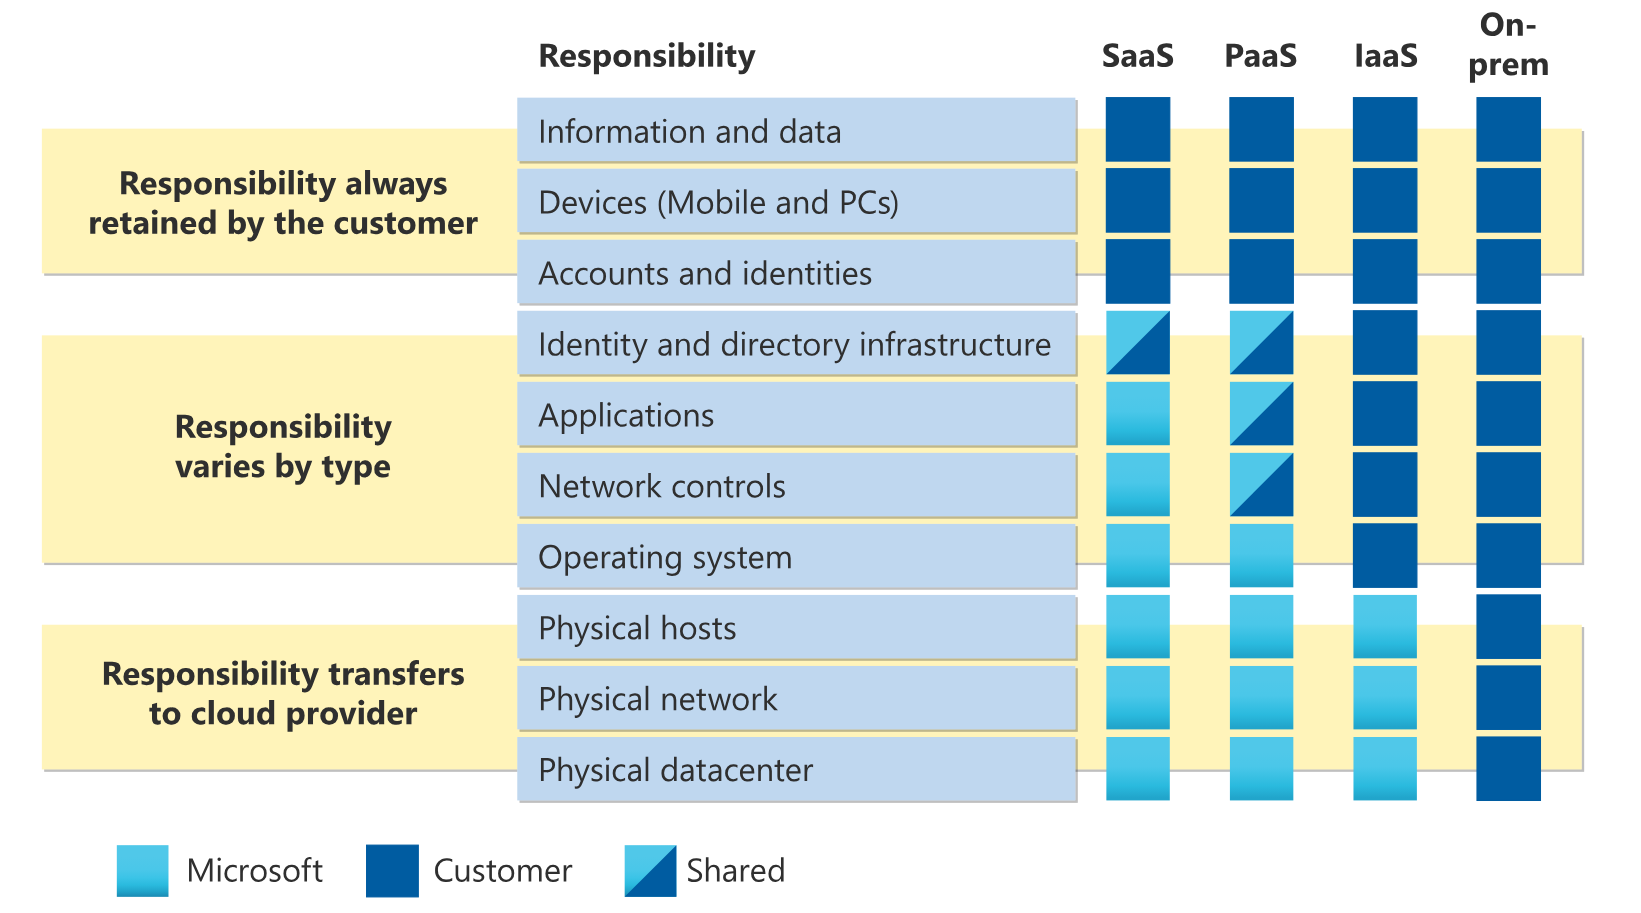 Responsibility SaaS PaaS IaaS On-
prem
Information and data
Devices (Mobile and PCs)
Accounts and identities
Responsibility always
retained by the customer
Identity and directory infrastructure
Applications
Network controls
Operating system
Responsibility
varies by type
Physical hosts
Physical network
Physical datacenter
Responsibility transfers
to cloud provider
Microsoft Customer Shared